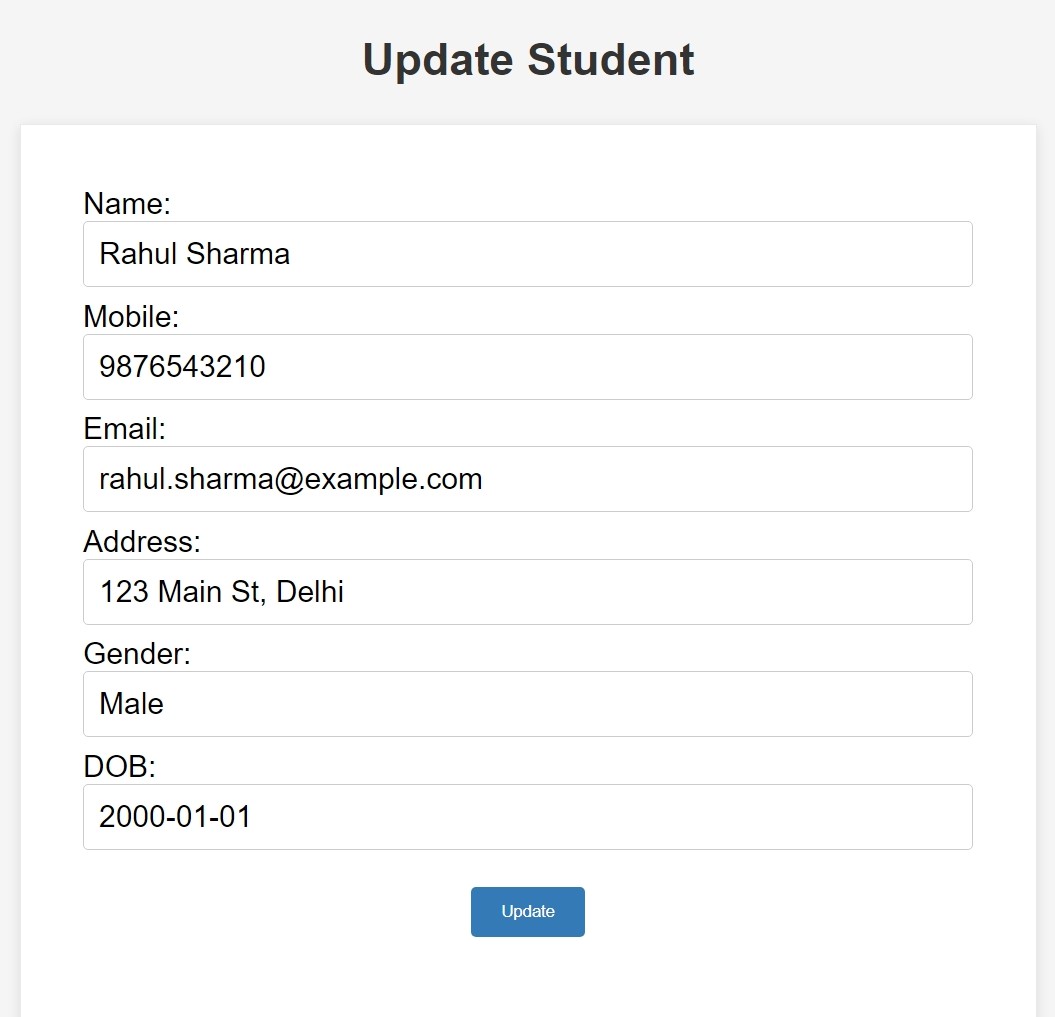 Update Student
Name:
Rahul Sharma
Mobile:
9876543210
Email:
rahul.sharma@example.com
Address:
123 Main St, Delhi
Gender:
Male
DOB:
2000-01-01
Update